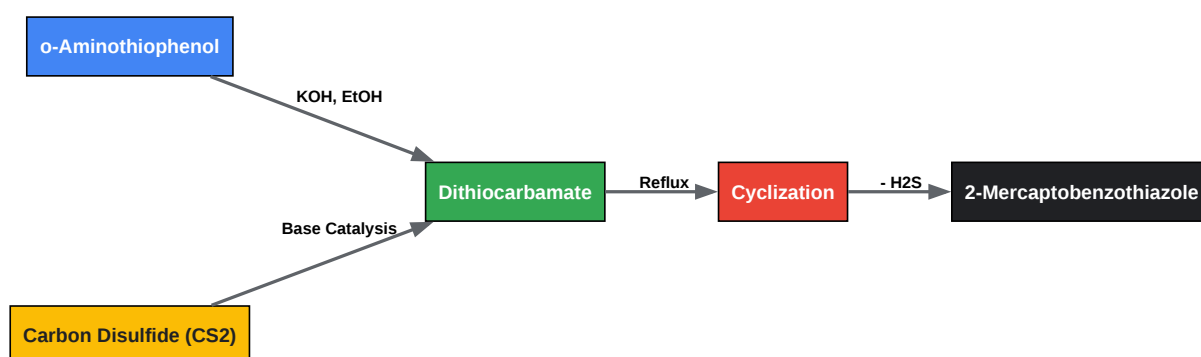 o-Aminothiophenol
KOH, EtOH
Dithiocarbamate
Reflux
Cyclization
- H2S
2-Mercaptobenzothiazole
Base Catalysis
Carbon Disulfide (CS2)